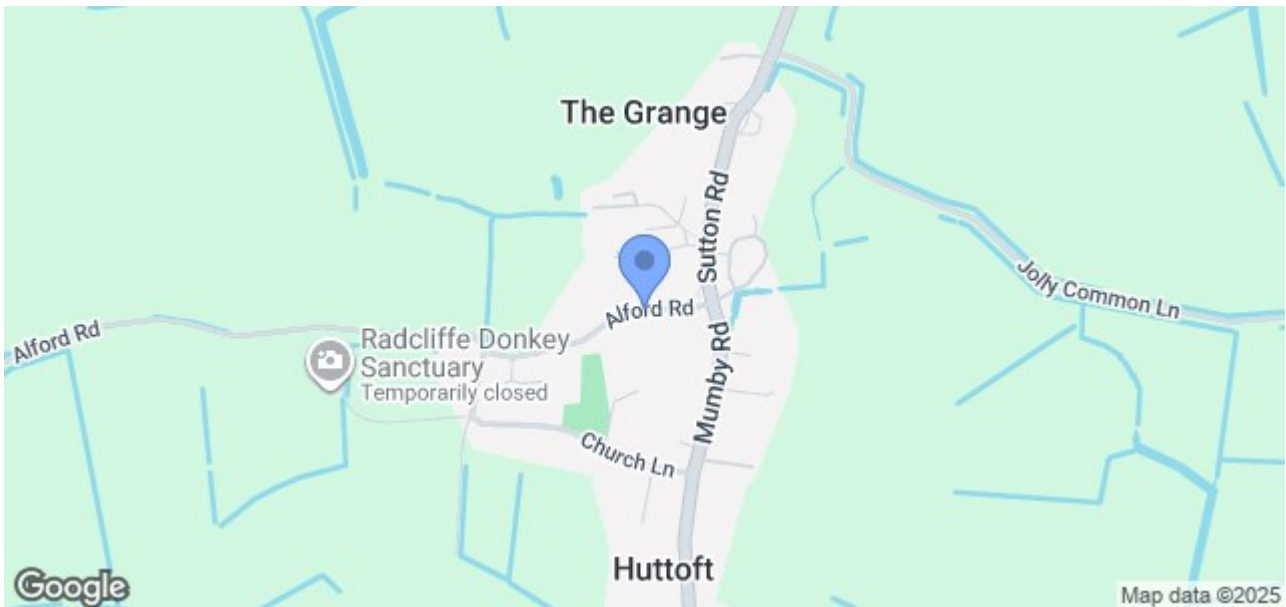 The Grange
Sutton Rd
Jolly Common Ln
Alford Rd
Alford Rd
Radcliffe Donkey
Sanctuary
Temporarily closed
Mumby Rd
Church Ln
Huttoft
Google
Map data ©2025